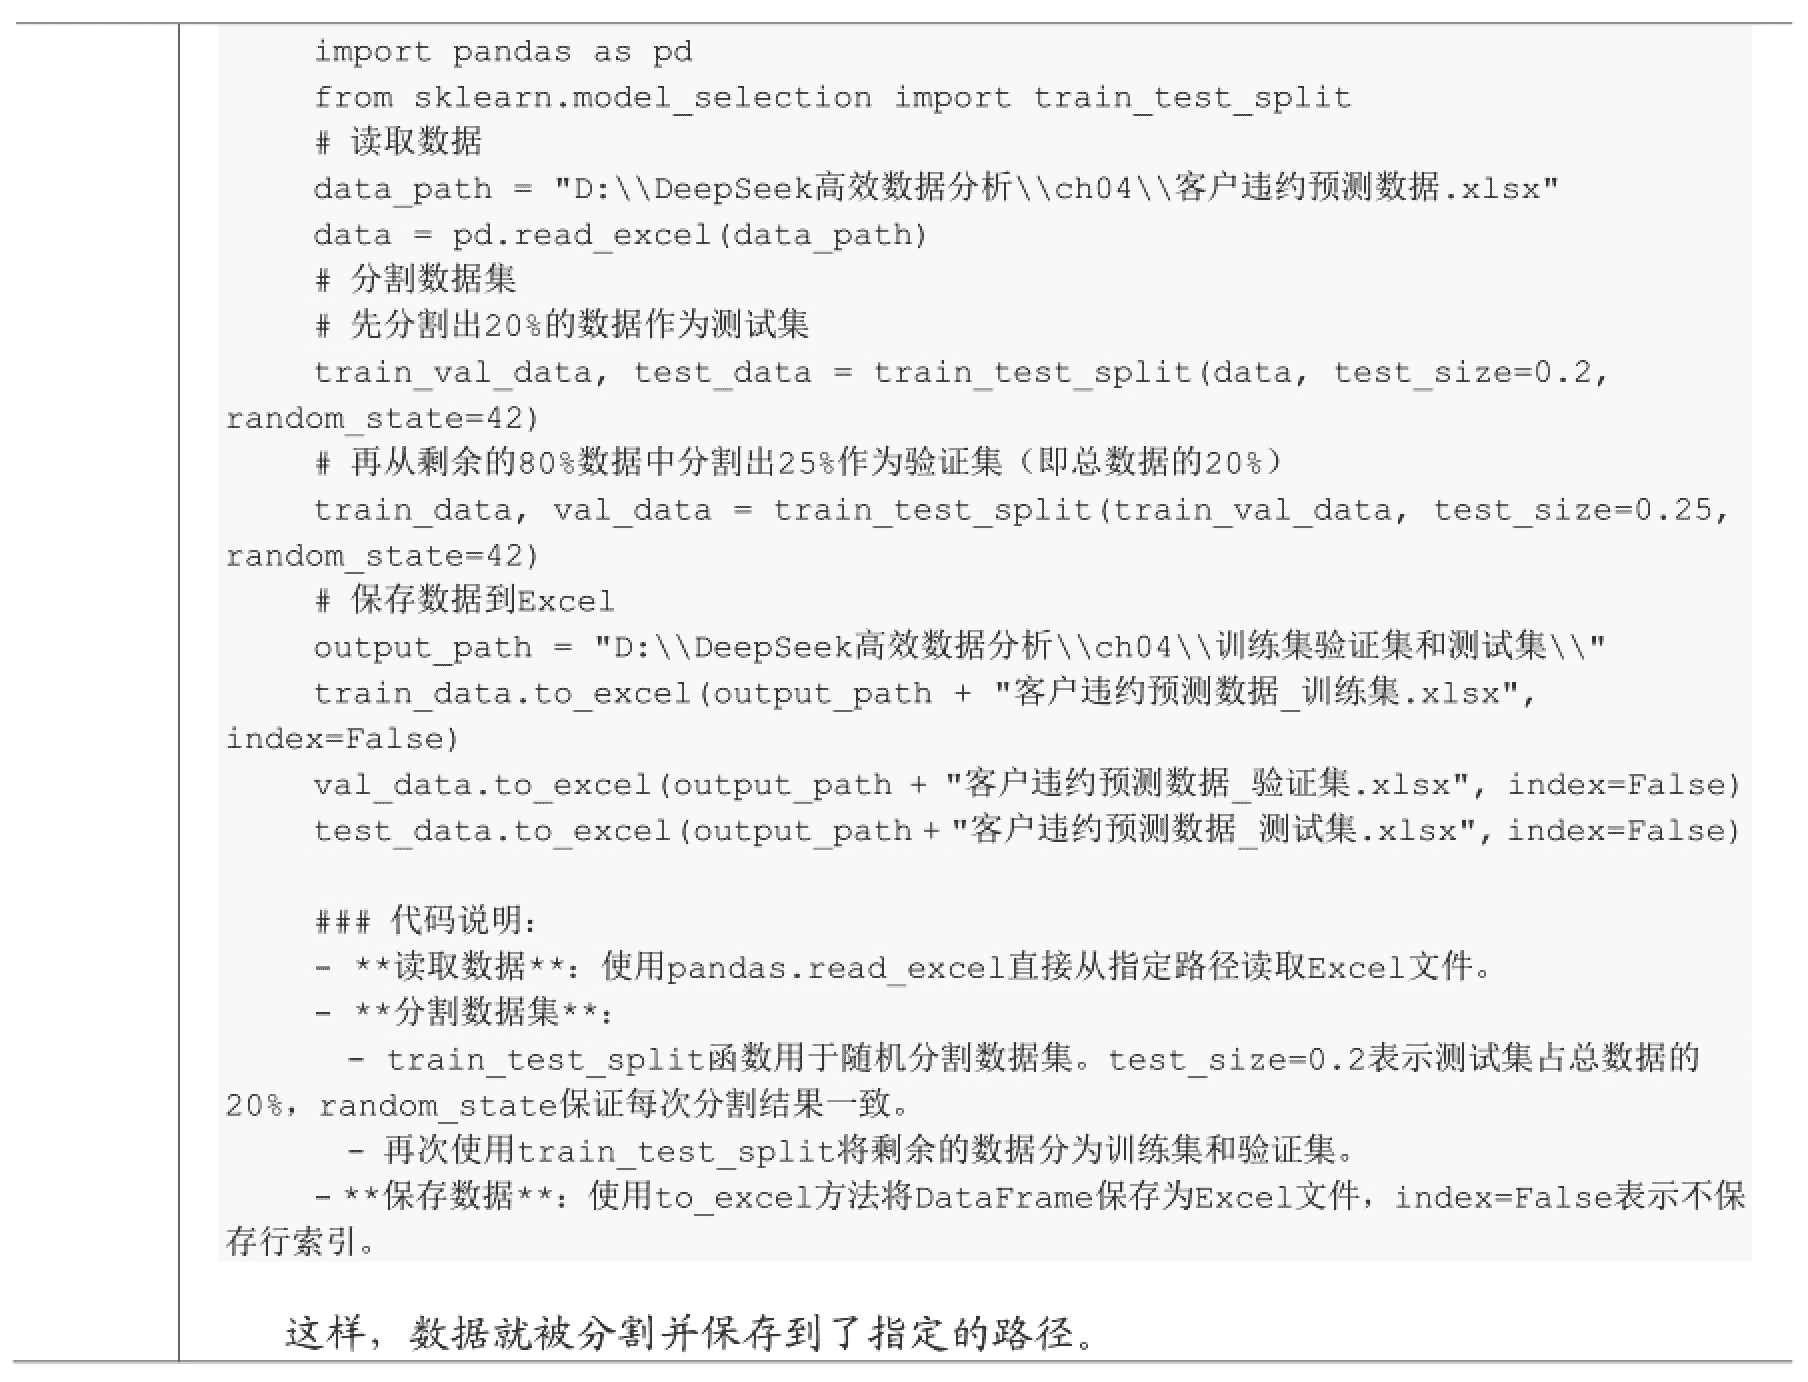 import pandas as pd
from sklearn.model_selection import train_test_split
# 读取数据
data_path = "D:\\DeepSeek高效数据分析\\ch04\\客户违约预测数据.xlsx"
data = pd.read_excel(data_path)
# 分割数据集
# 先分割出20%的数据作为测试集
train_val_data, test_data = train_test_split(data, test_size=0.2,
random_state=42)
# 再从剩余的80%数据中分割出25%作为验证集（即总数据的20%）
train_data, val_data = train_test_split(train_val_data, test_size=0.25,
random_state=42)
# 保存数据到Excel
output_path = "D:\\DeepSeek高效数据分析\\ch04\\训练集验证集和测试集\\"
train_data.to_excel(output_path + "客户违约预测数据_训练集.xlsx",
index=False)
val_data.to_excel(output_path + "客户违约预测数据_验证集.xlsx", index=False)
test_data.to_excel(output_path + "客户违约预测数据_测试集.xlsx", index=False)
### 代码说明：
- **读取数据**：使用pandas.read_excel直接从指定路径读取Excel文件。
- **分割数据集**：
- train_test_split函数用于随机分割数据集。test_size=0.2表示测试集占总数据的
20%，random_state保证每次分割结果一致。
- 再次使用train_test_split将剩余的数据分为训练集和验证集。
- **保存数据**：使用to_excel方法将DataFrame保存为Excel文件，index=False表示不保
存行索引。
这样，数据就被分割并保存到了指定的路径。